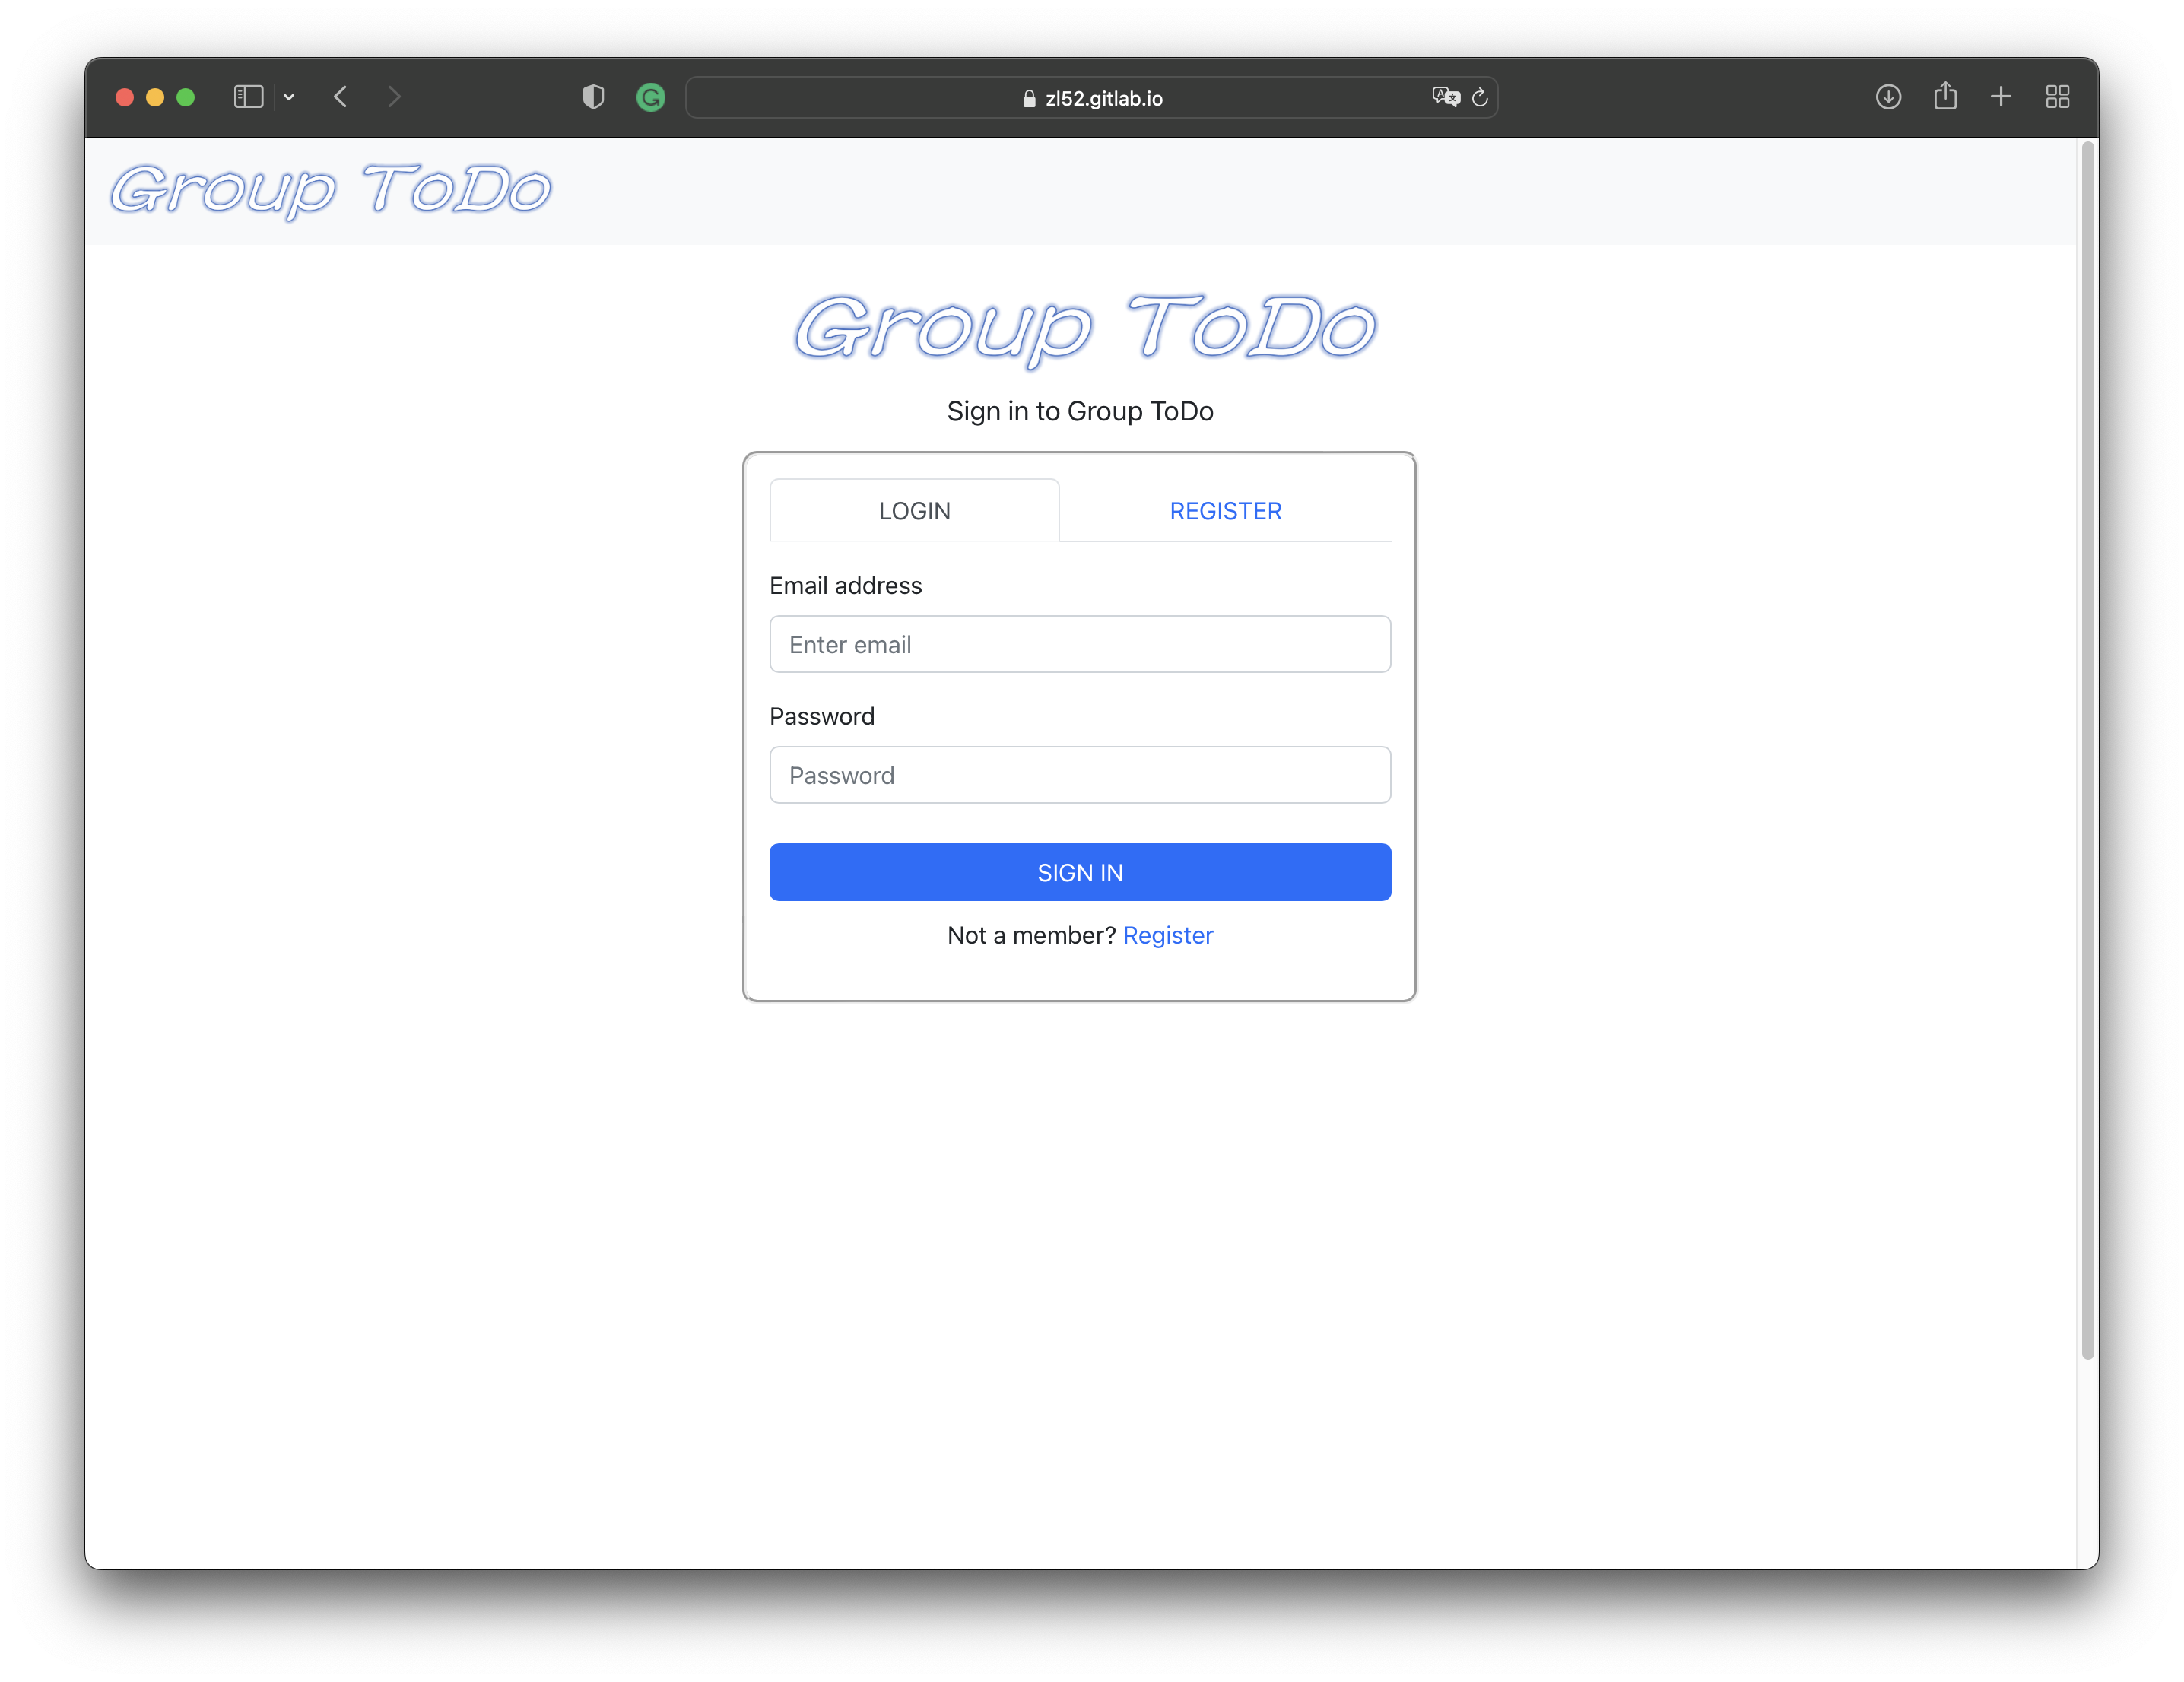 zl52.gitlab.io
Group ToDo
Group ToDo
Sign in to Group ToDo
LOGIN REGISTER
Email address
Enter email
Password
Password
SIGN IN
Not a member? Register